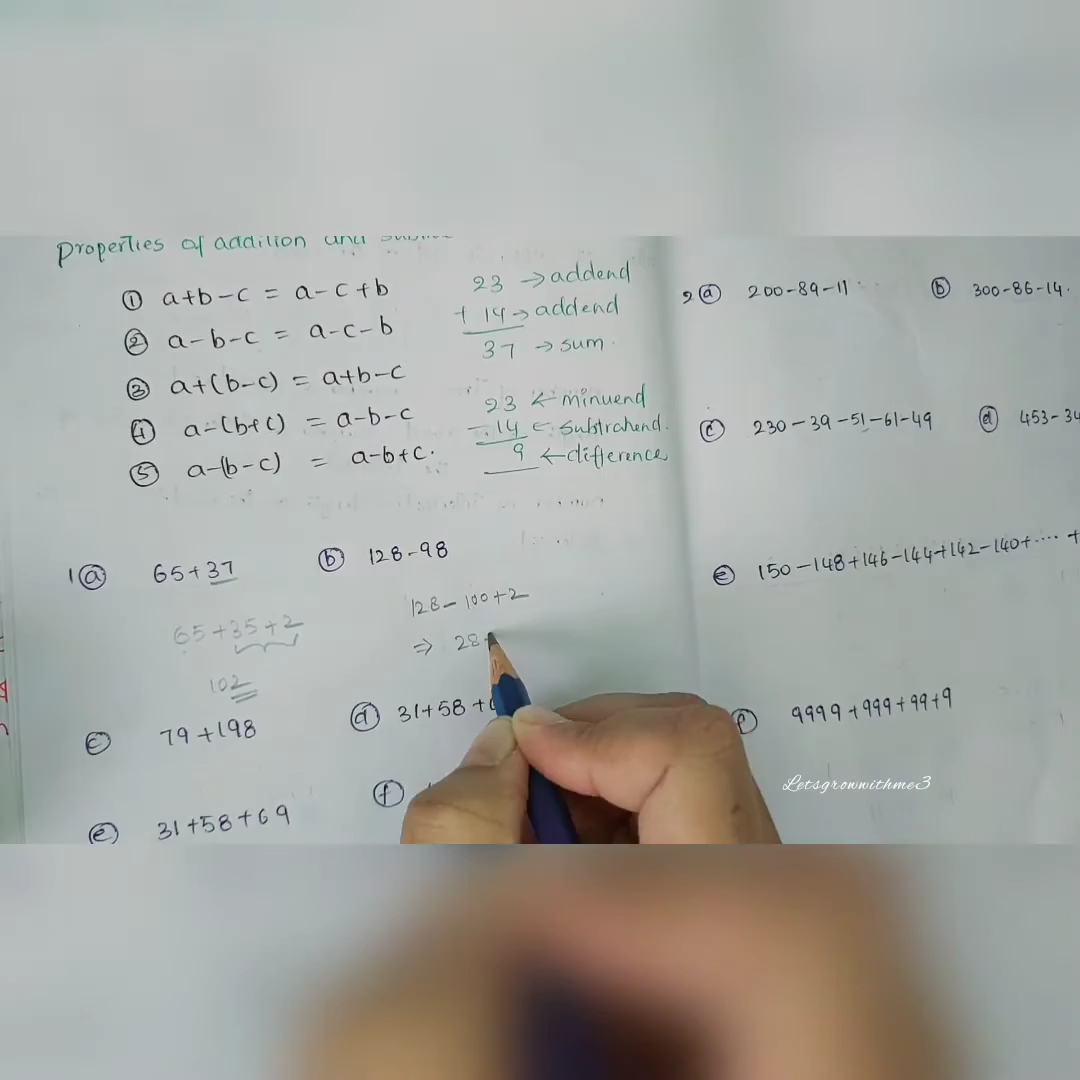 Properties of addition and
① a+b-c = a-c+b
② a-b-c = a-c-b
③ a+(b-c) = a+b-c
④ a-(b+c) = a-b-c
⑤ a-(b-c) = a-b+c.
23 → addend
+ 14 → addend
37 → sum.
23 ← minuend
- 14 ← substrahend.
9 ← difference
1 ⓐ 65+37
65+35+2
102
ⓑ 128-98
128-100+2
⇒ 28
ⓒ 79+198
ⓓ 31+58+
ⓔ 31+58+69
ⓕ
2 ⓐ 200-89-11
ⓑ 300-86-14.
ⓒ 230-39-51-61-49
ⓓ 453-34
ⓔ 150-148+146-144+142-140+....+
ⓕ 9999+999+99+9
Letsgrowwithme3